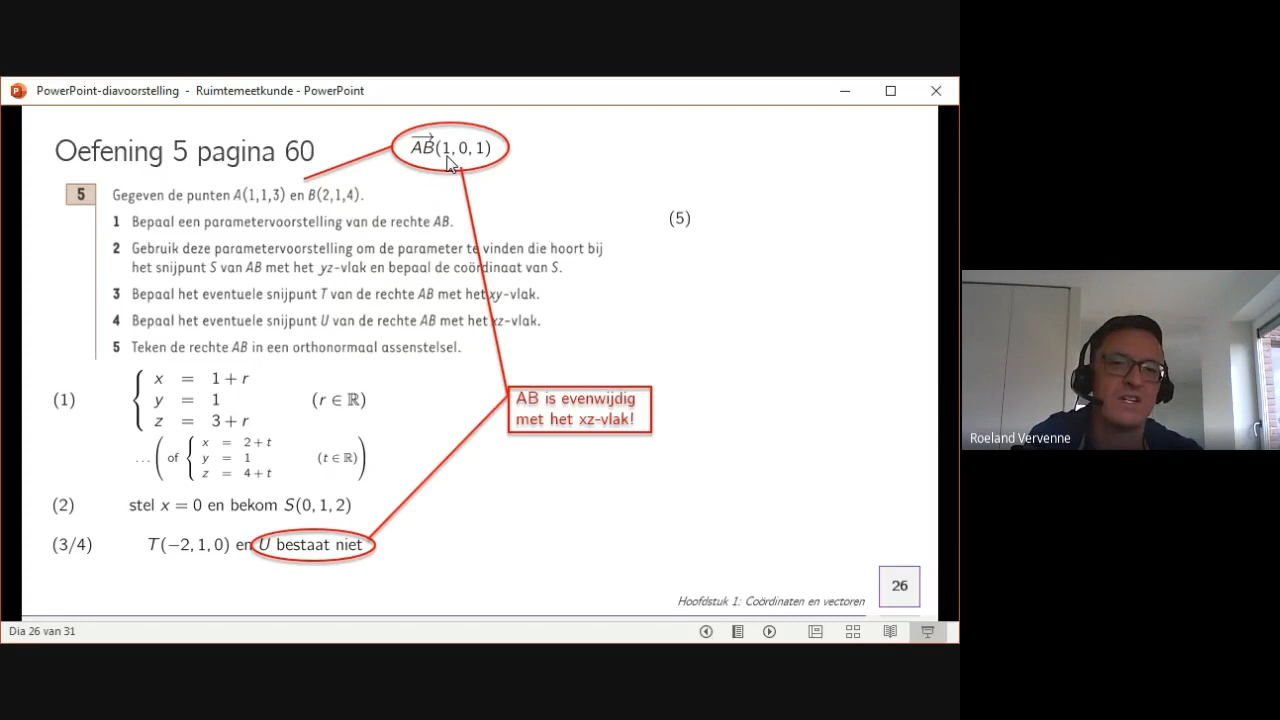 PowerPoint-diavoorstelling - Ruimtemeetkunde - PowerPoint
Oefening 5 pagina 60
AB(1, 0, 1)
5 Gegeven de punten A(1,1,3) en B(2,1,4).
1 Bepaal een parametervoorstelling van de rechte AB.
(5)
2 Gebruik deze parametervoorstelling om de parameter te vinden die hoort bij
het snijpunt S van AB met het yz-vlak en bepaal de coördinaat van S.
3 Bepaal het eventuele snijpunt T van de rechte AB met het xy-vlak.
4 Bepaal het eventuele snijpunt U van de rechte AB met het xz-vlak.
5 Teken de rechte AB in een orthonormaal assenstelsel.
x = 1 + r
(1) y = 1 (r ∈ ℝ)
z = 3 + r
AB is evenwijdig
met het xz-vlak!
x = 2 + t
... ( of y = 1 (t ∈ ℝ) )
z = 4 + t
(2) stel x = 0 en bekom S(0, 1, 2)
(3/4) T(−2, 1, 0) en U bestaat niet
26
Hoofdstuk 1: Coördinaten en vectoren
Dia 26 van 31
Roeland Vervenne